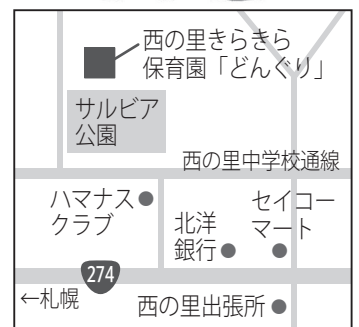 西の里きらきら
保育園「どんぐり」
サルビア
公園
西の里中学校通線
ハマナス
クラブ
北洋
銀行
セイコー
マート
274
←札幌
西の里出張所